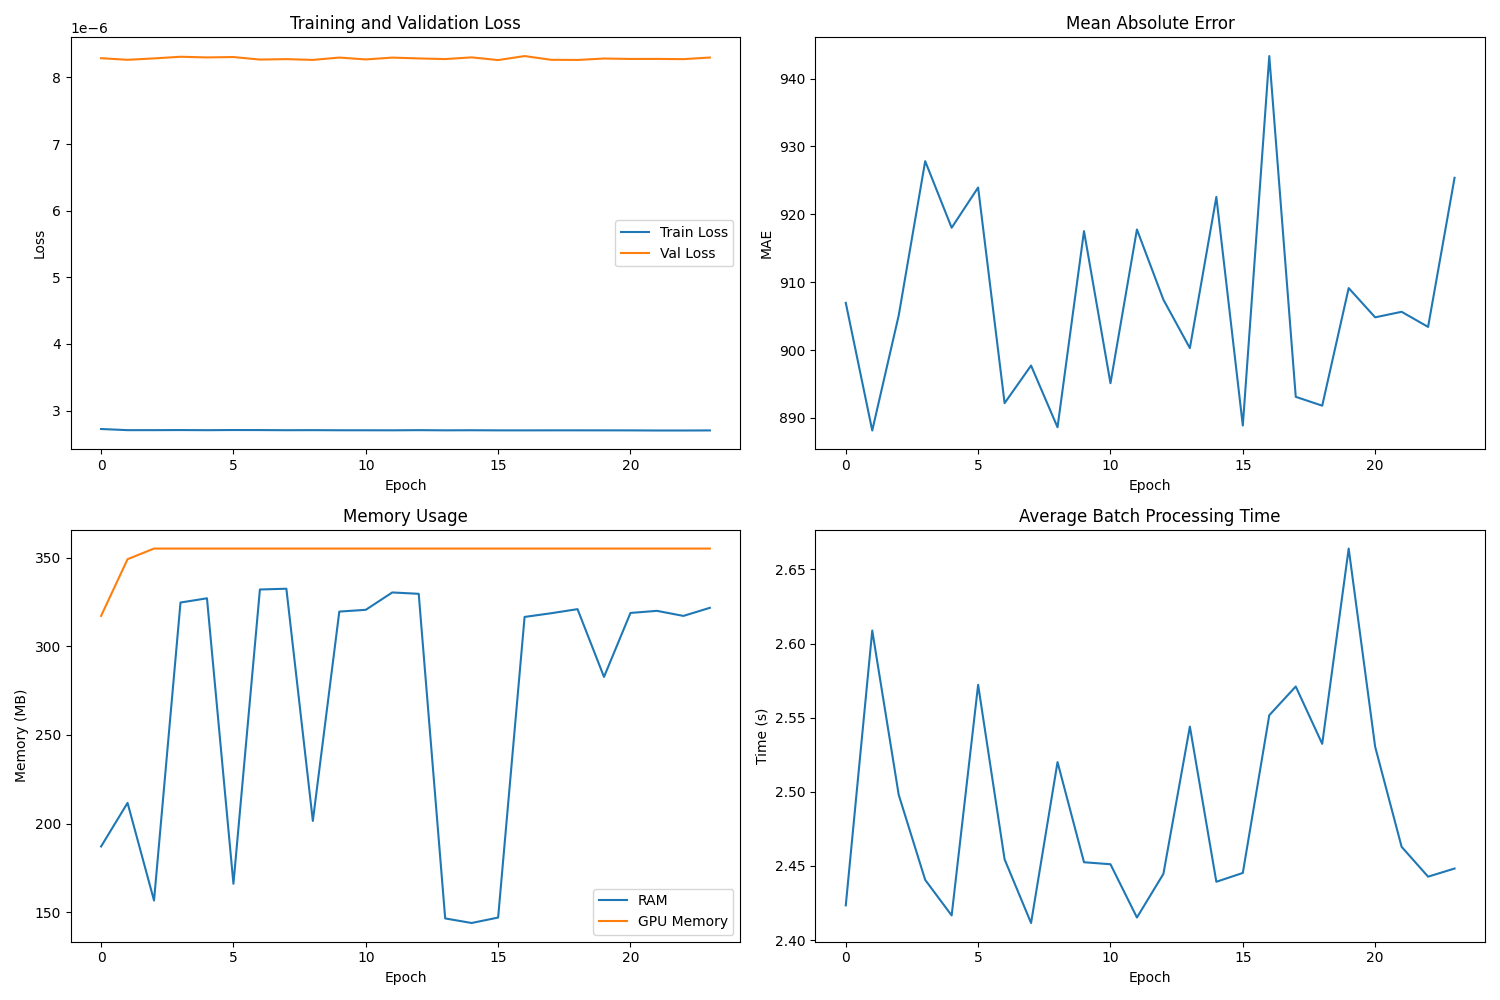 Training and Validation Loss
1e−6
8
7
6
5
4
3
Loss
Train Loss
Val Loss
0 5 10 15 20
Epoch
Mean Absolute Error
940
930
920
910
900
890
MAE
0 5 10 15 20
Epoch
Memory Usage
350
300
250
200
150
Memory (MB)
RAM
GPU Memory
0 5 10 15 20
Epoch
Average Batch Processing Time
2.65
2.60
2.55
2.50
2.45
2.40
Time (s)
0 5 10 15 20
Epoch